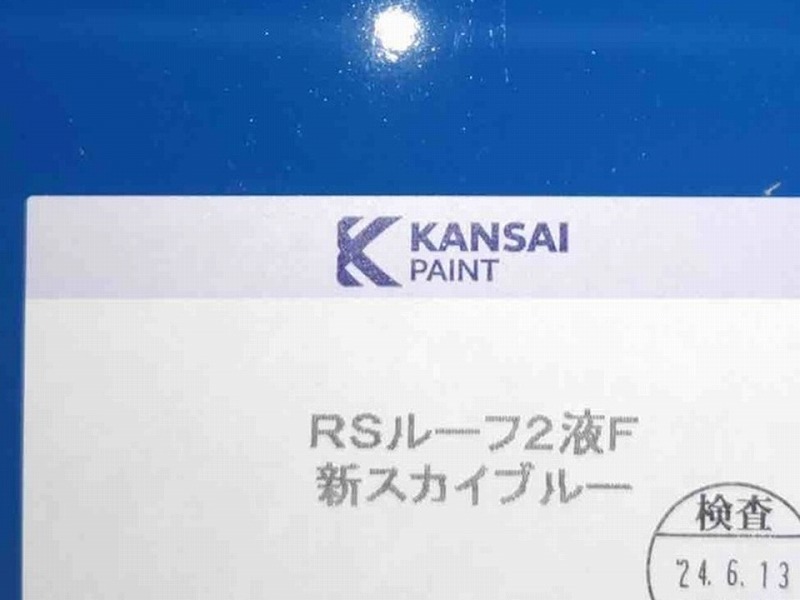 KANSAI
PAINT
RSルーフ2液F
新スカイブルー
検査
'24.6.13